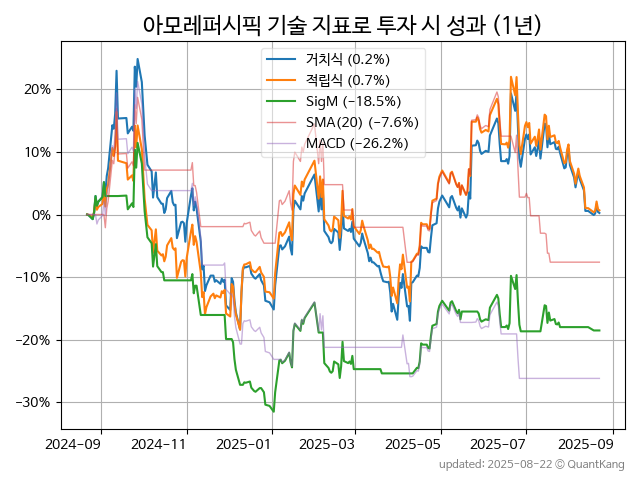 아모레퍼시픽 기술 지표로 투자 시 성과 (1년)
거치식 (0.2%)
적립식 (0.7%)
SigM (−18.5%)
SMA(20) (−7.6%)
MACD (−26.2%)
20%
10%
0%
−10%
−20%
−30%
2024−09 2024−11 2025−01 2025−03 2025−05 2025−07 2025−09
updated: 2025−08−22 ⓒ QuantKang